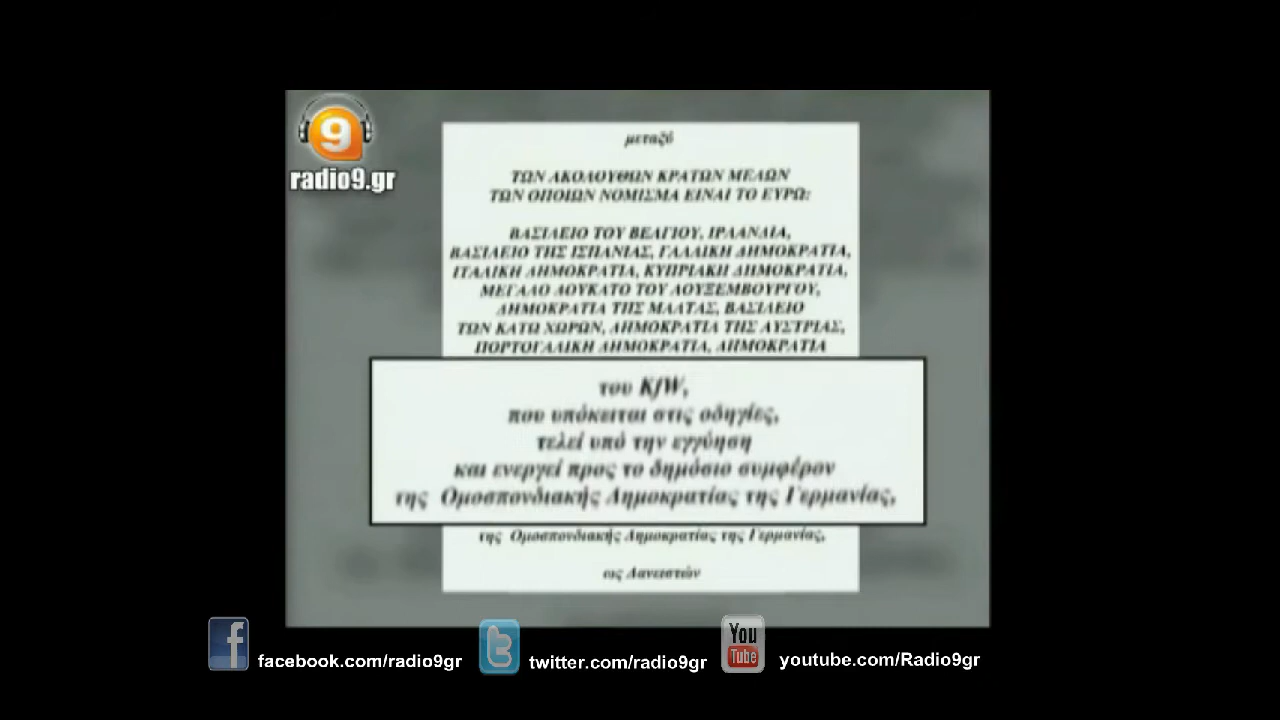 9
radio9.gr
μεταξύ
ΤΩΝ ΑΚΟΛΟΥΘΩΝ ΚΡΑΤΩΝ ΜΕΛΩΝ
ΤΩΝ ΟΠΟΙΩΝ ΝΟΜΙΣΜΑ ΕΙΝΑΙ ΤΟ ΕΥΡΩ:
ΒΑΣΙΛΕΙΟ ΤΟΥ ΒΕΛΓΙΟΥ, ΙΡΛΑΝΔΙΑ,
ΒΑΣΙΛΕΙΟ ΤΗΣ ΙΣΠΑΝΙΑΣ, ΓΑΛΛΙΚΗ ΔΗΜΟΚΡΑΤΙΑ,
ΙΤΑΛΙΚΗ ΔΗΜΟΚΡΑΤΙΑ, ΚΥΠΡΙΑΚΗ ΔΗΜΟΚΡΑΤΙΑ,
ΜΕΓΑΛΟ ΔΟΥΚΑΤΟ ΤΟΥ ΛΟΥΞΕΜΒΟΥΡΓΟΥ,
ΔΗΜΟΚΡΑΤΙΑ ΤΗΣ ΜΑΛΤΑΣ, ΒΑΣΙΛΕΙΟ
ΤΩΝ ΚΑΤΩ ΧΩΡΩΝ, ΔΗΜΟΚΡΑΤΙΑ ΤΗΣ ΑΥΣΤΡΙΑΣ,
ΠΟΡΤΟΓΑΛΙΚΗ ΔΗΜΟΚΡΑΤΙΑ, ΔΗΜΟΚΡΑΤΙΑ
του KfW,
που υπόκειται στις οδηγίες,
τελεί υπό την εγγύηση
και ενεργεί προς το δημόσιο συμφέρον
της Ομοσπονδιακής Δημοκρατίας της Γερμανίας,
της Ομοσπονδιακής Δημοκρατίας της Γερμανίας,
ως Δανειστών
facebook.com/radio9gr
twitter.com/radio9gr
You Tube
youtube.com/Radio9gr